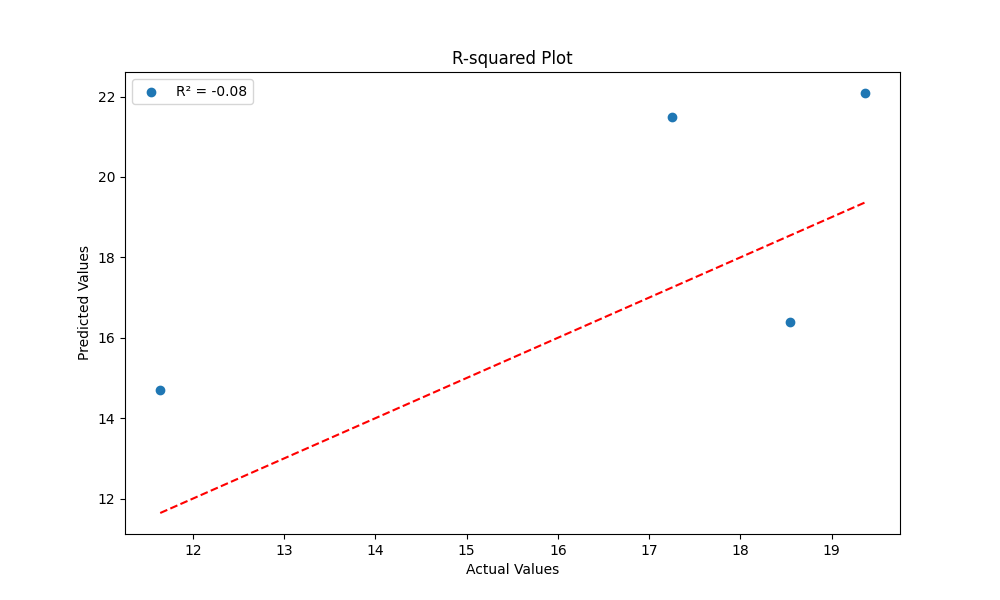 R-squared Plot
R² = -0.08
22
20
18
16
14
12
Predicted Values
12 13 14 15 16 17 18 19
Actual Values